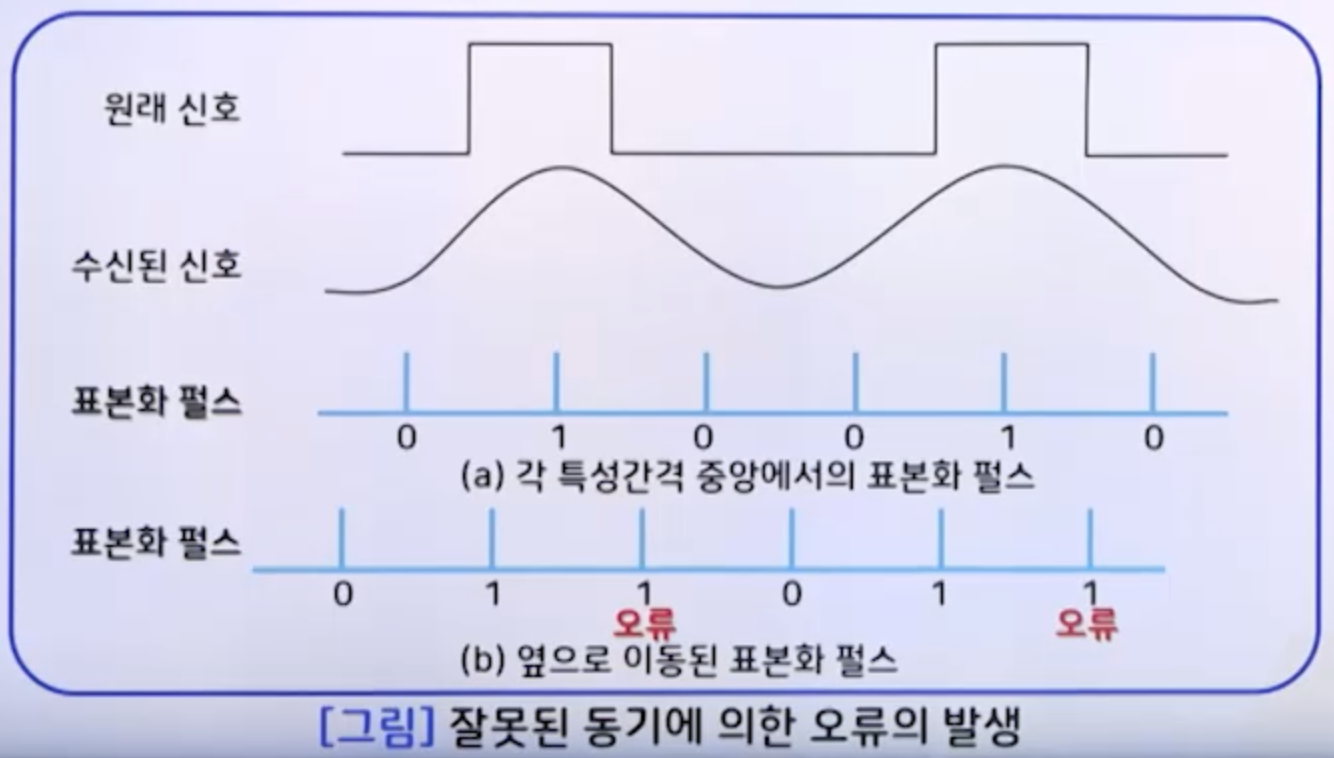 원래 신호
수신된 신호
표본화 펄스
0 1 0 0 1 0
(a) 각 특성간격 중앙에서의 표본화 펄스
표본화 펄스
0 1 1 0 1 1
오류 오류
(b) 옆으로 이동된 표본화 펄스
[그림] 잘못된 동기에 의한 오류의 발생